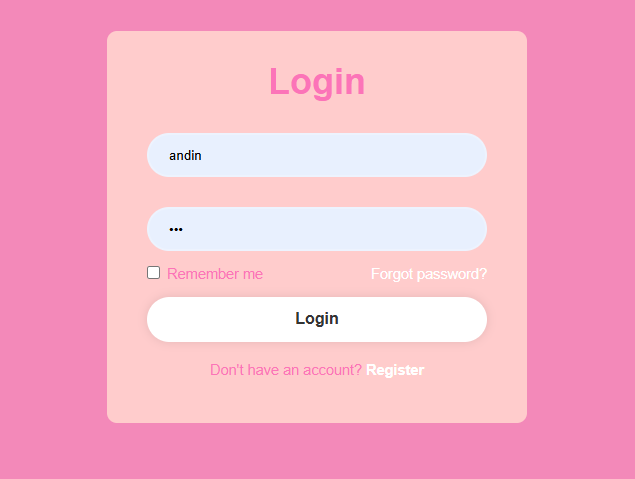 Login
andin
•••
Remember me Forgot password?
Login
Don't have an account? Register